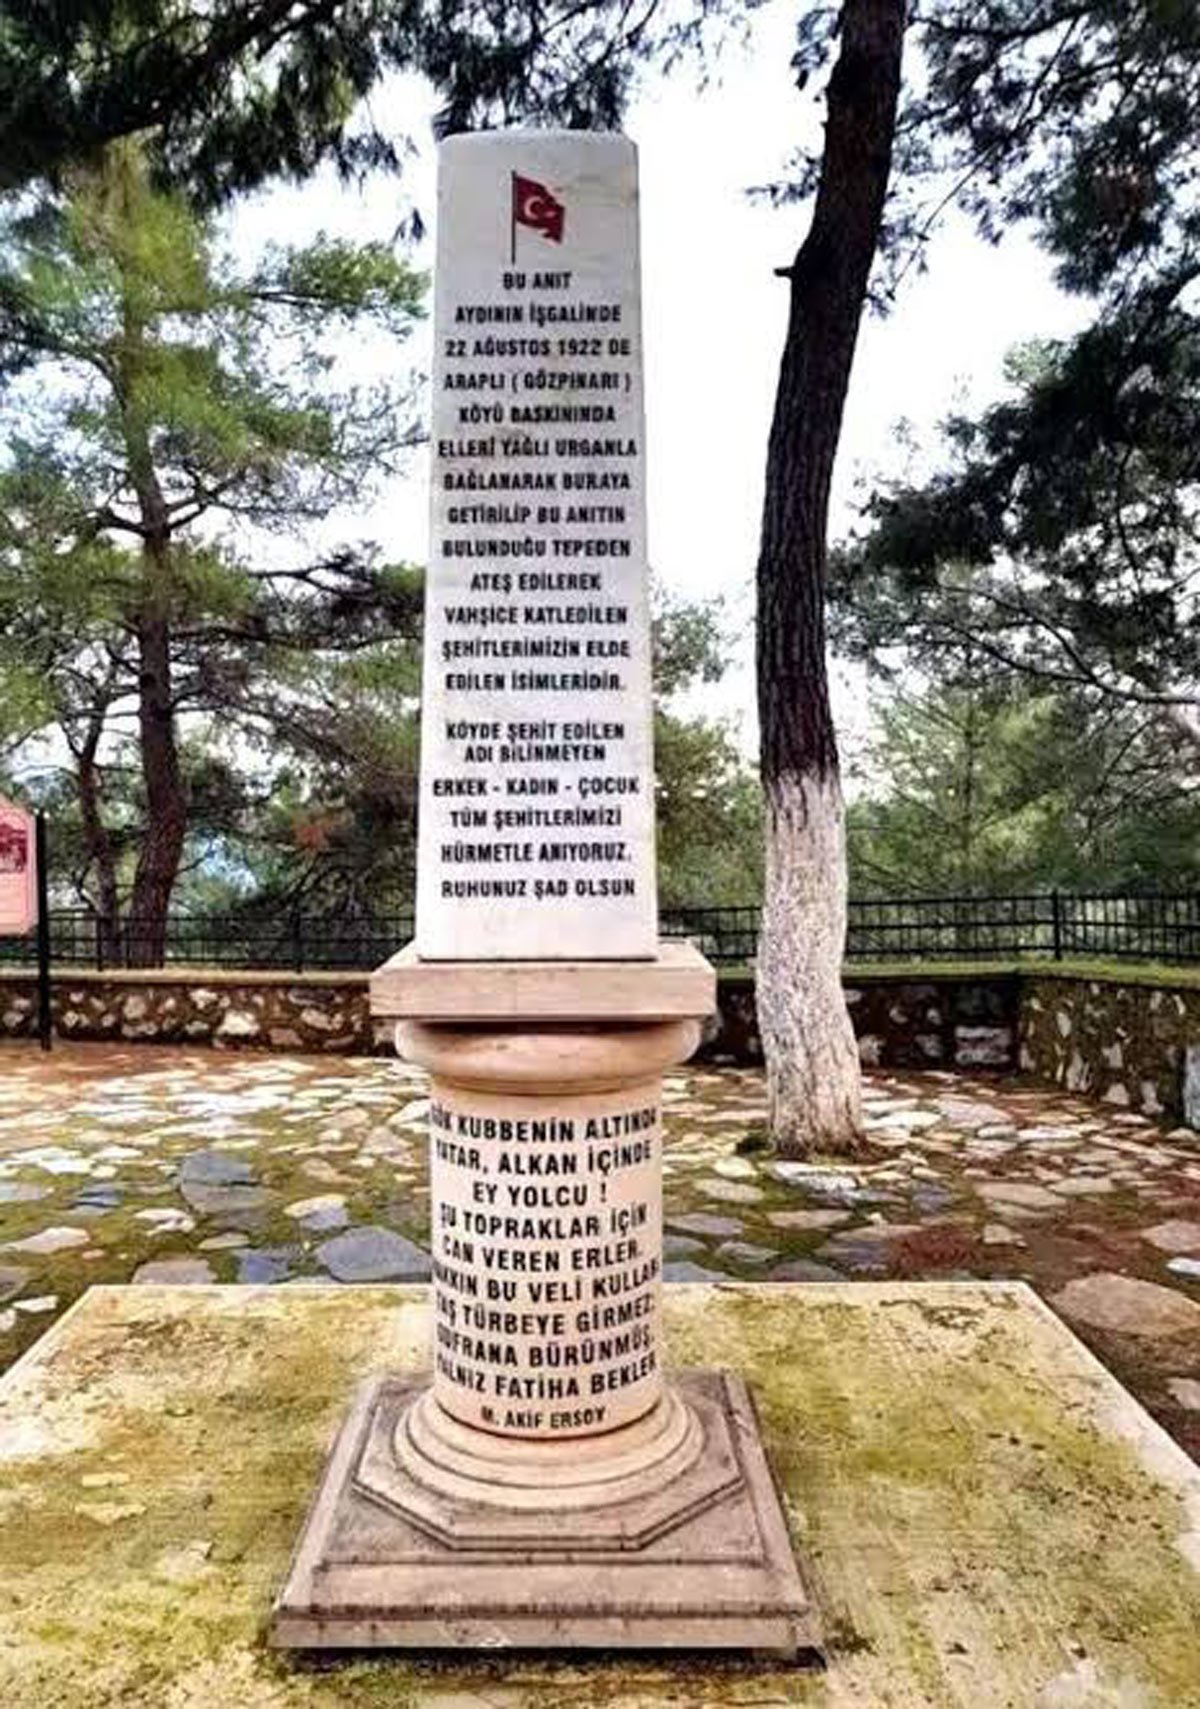 BU ANIT
AYDININ İŞGALİNDE
22 AĞUSTOS 1922'DE
ARAPLI ( GÖZPINARI )
KÖYÜ BASKININDA
ELLERİ YAĞLI URGANLA
BAĞLANARAK BURAYA
GETİRİLİP BU ANITIN
BULUNDUĞU TEPEDEN
ATEŞ EDİLEREK
VAHŞİCE KATLEDİLEN
ŞEHİTLERİMİZİN ELDE
EDİLEN İSİMLERİDİR.
KÖYDE ŞEHİT EDİLEN
ADI BİLİNMEYEN
ERKEK - KADIN - ÇOCUK
TÜM ŞEHİTLERİMİZİ
HÜRMETLE ANIYORUZ.
RUHUNUZ ŞAD OLSUN
GÖK KUBBENİN ALTINDA
YATAR, ALKAN İÇİNDE
EY YOLCU !
ŞU TOPRAKLAR İÇİN
CAN VEREN ERLER.
HAKKIN BU VELİ KULLARI
TAŞ TÜRBEYE GİRMEZ.
GUFRANA BÜRÜNMÜŞ,
YALNIZ FATİHA BEKLER
M. AKİF ERSOY